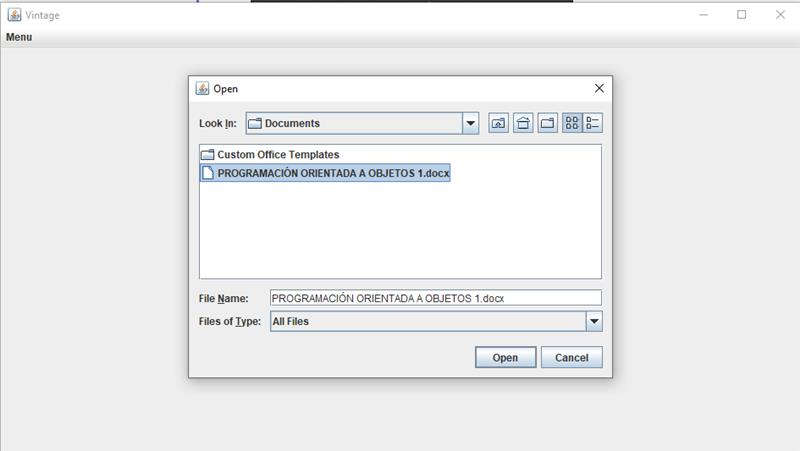 Vintage
Menu
Open
Look In: Documents
Custom Office Templates
PROGRAMACIÓN ORIENTADA A OBJETOS 1.docx
File Name: PROGRAMACIÓN ORIENTADA A OBJETOS 1.docx
Files of Type: All Files
Open Cancel